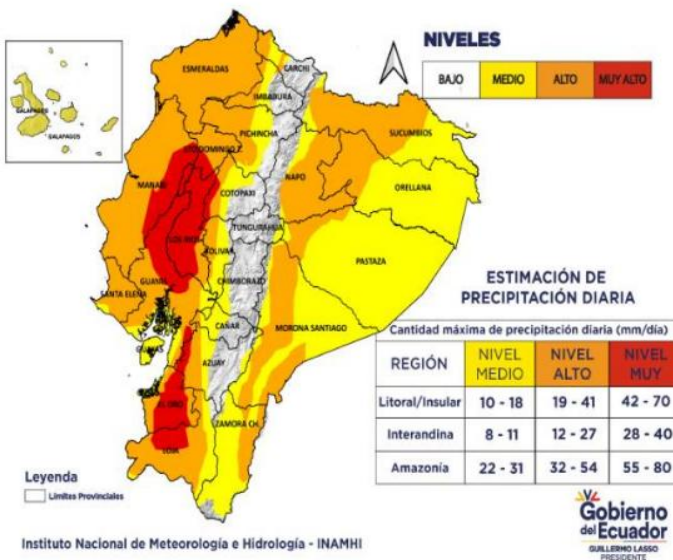 NIVELES
BAJO
MEDIO
ALTO
MUY ALTO
GALAPAGOS
GALAPAGOS
ESMERALDAS
CARCHI
IMBABURA
PICHINCHA
SUCUMBIOS
MANABI
COTOPAXI
NAPO
ORELLANA
LOS RIOS
TUNGURAHUA
BOLIVAR
PASTAZA
GUAYAS
SANTA ELENA
CHIMBORAZO
CAÑAR
MORONA SANTIAGO
AZUAY
EL ORO
ZAMORA CH.
LOJA
ESTIMACIÓN DE
PRECIPITACIÓN DIARIA
Cantidad máxima de precipitación diaria (mm/día)
REGIÓN
NIVEL MEDIO
NIVEL ALTO
NIVEL MUY
Litoral/Insular
10 - 18
19 - 41
42 - 70
Interandina
8 - 11
12 - 27
28 - 40
Amazonía
22 - 31
32 - 54
55 - 80
Leyenda
Límites Provinciales
Instituto Nacional de Meteorología e Hidrología - INAMHI
Gobierno
del Ecuador
GUILLERMO LASSO
PRESIDENTE